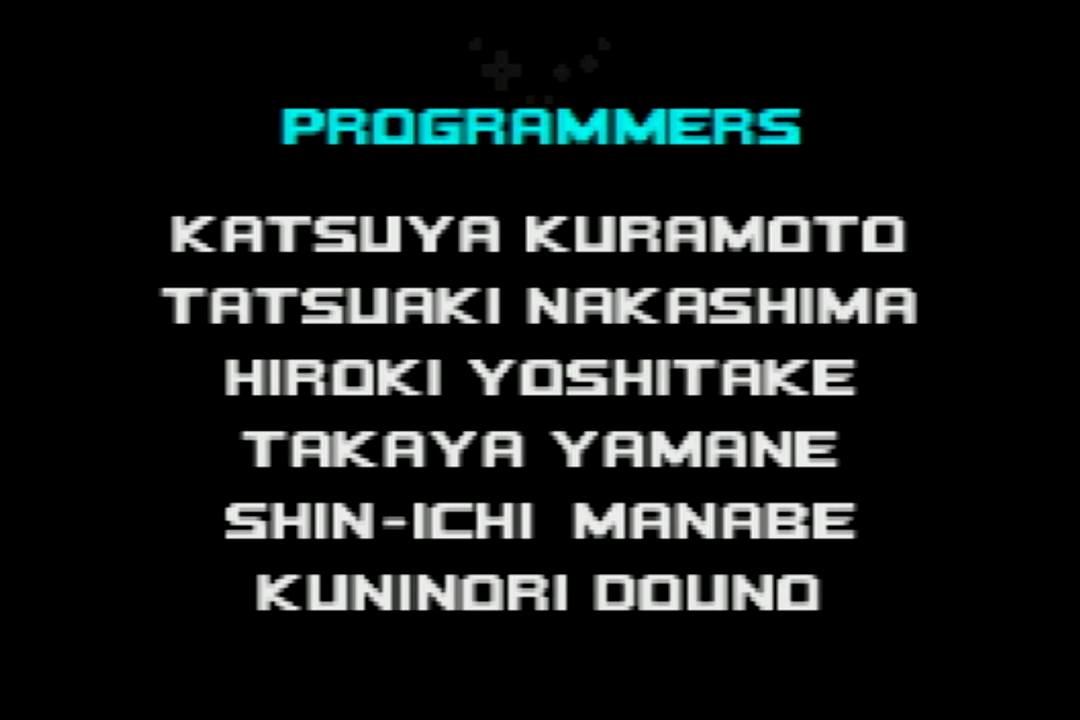 PROGRAMMERS
KATSUYA KURAMOTO
TATSUAKI NAKASHIMA
HIROKI YOSHITAKE
TAKAYA YAMANE
SHIN-ICHI MANABE
KUNINORI DOUNO